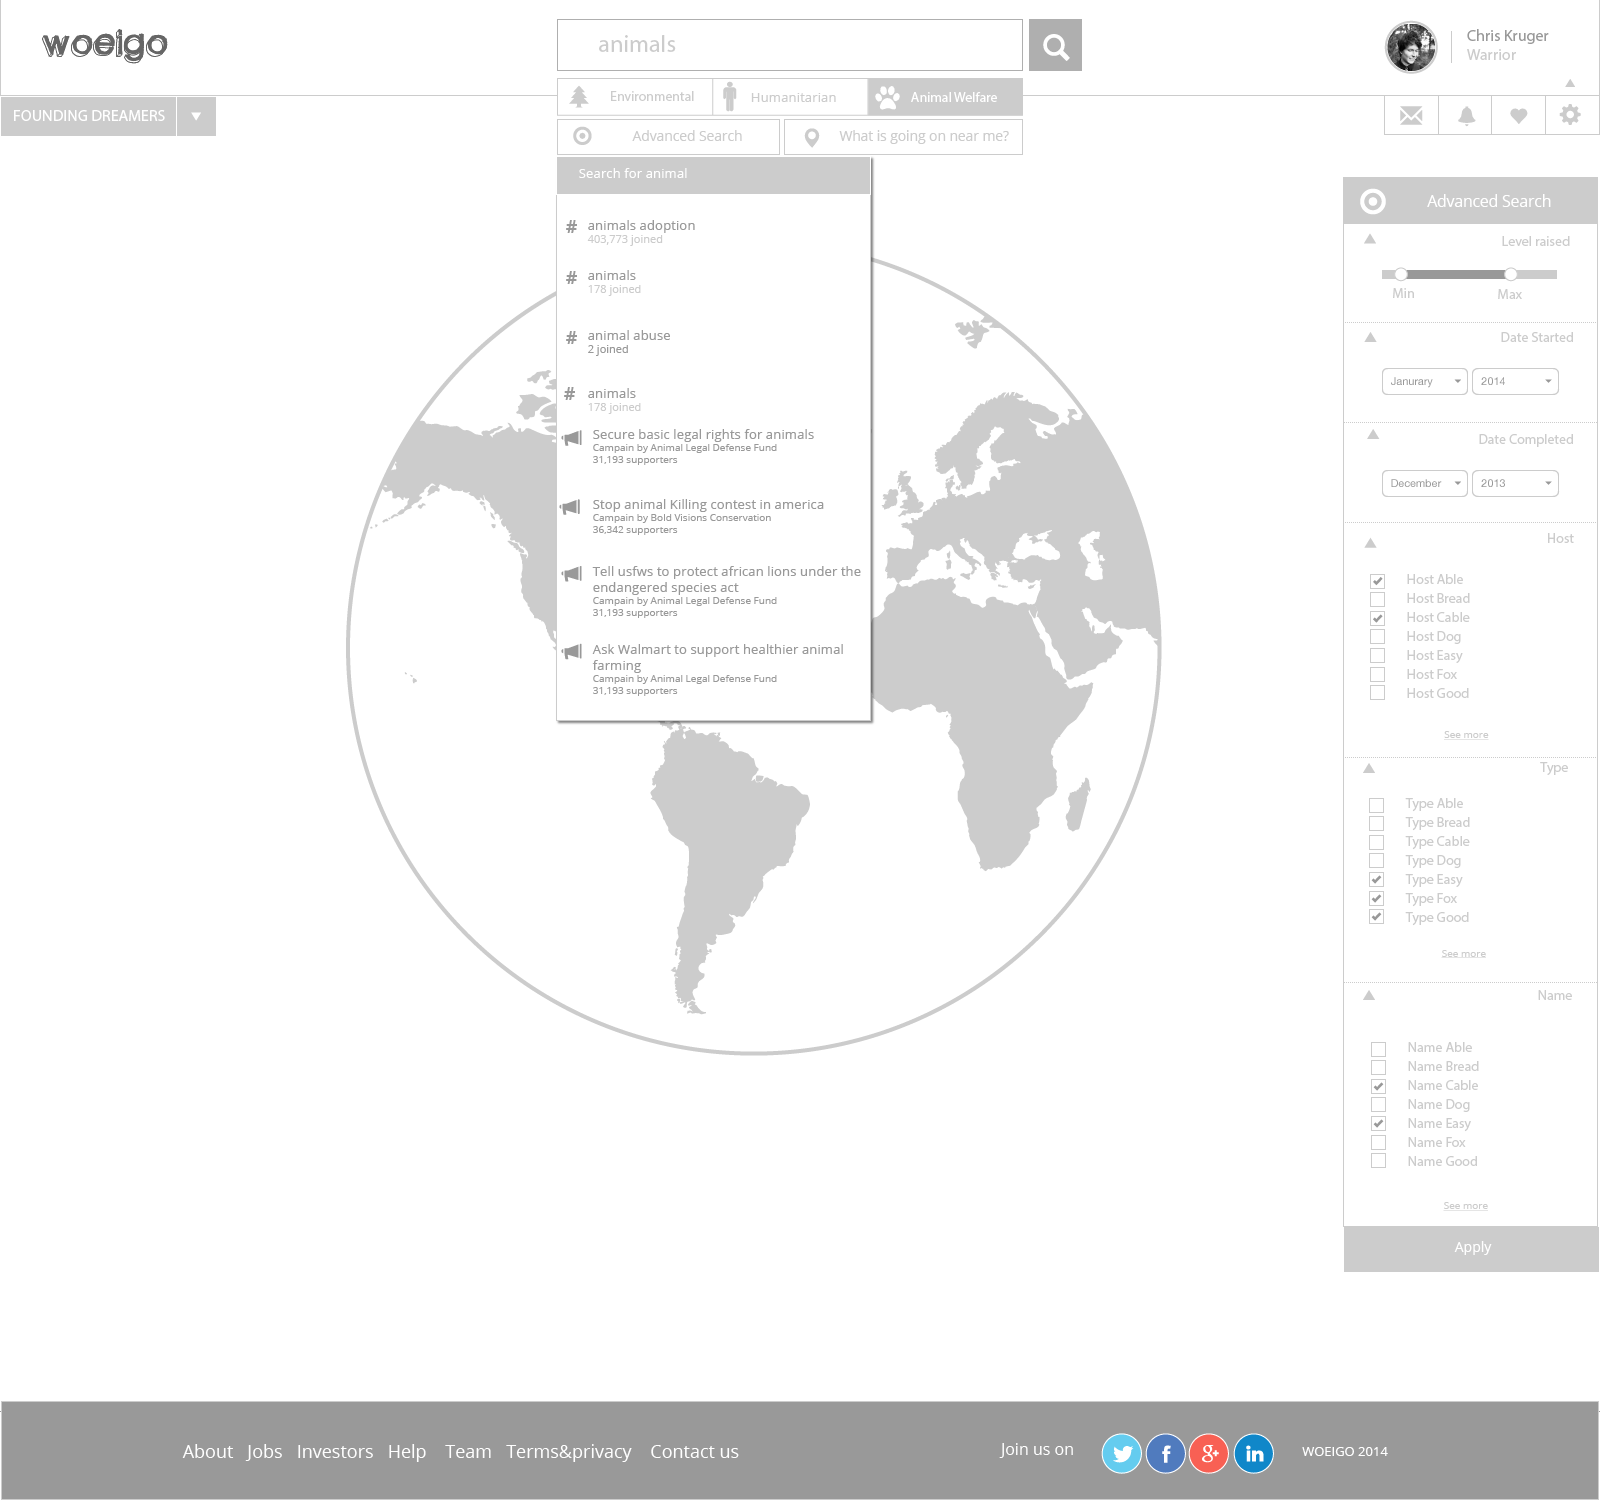 woeigo
animals
Chris Kruger
Warrior
Environmental
Humanitarian
Animal Welfare
FOUNDING DREAMERS
Advanced Search
What is going on near me?
Search for animal
# animals adoption
403,773 joined
# animals
178 joined
# animal abuse
2 joined
# animals
178 joined
Secure basic legal rights for animals
Campain by Animal Legal Defense Fund
31,193 supporters
Stop animal Killing contest in america
Campain by Bold Visions Conservation
36,342 supporters
Tell usfws to protect african lions under the
endangered species act
Campain by Animal Legal Defense Fund
31,193 supporters
Ask Walmart to support healthier animal
farming
Campain by Animal Legal Defense Fund
31,193 supporters
Advanced Search
Level raised
Min
Max
Date Started
Janurary
2014
Date Completed
December
2013
Host
Host Able
Host Bread
Host Cable
Host Dog
Host Easy
Host Fox
Host Good
See more
Type
Type Able
Type Bread
Type Cable
Type Dog
Type Easy
Type Fox
Type Good
See more
Name
Name Able
Name Bread
Name Cable
Name Dog
Name Easy
Name Fox
Name Good
See more
Apply
About Jobs Investors Help Team Terms&privacy Contact us
Join us on
f
g+
in
WOEIGO 2014